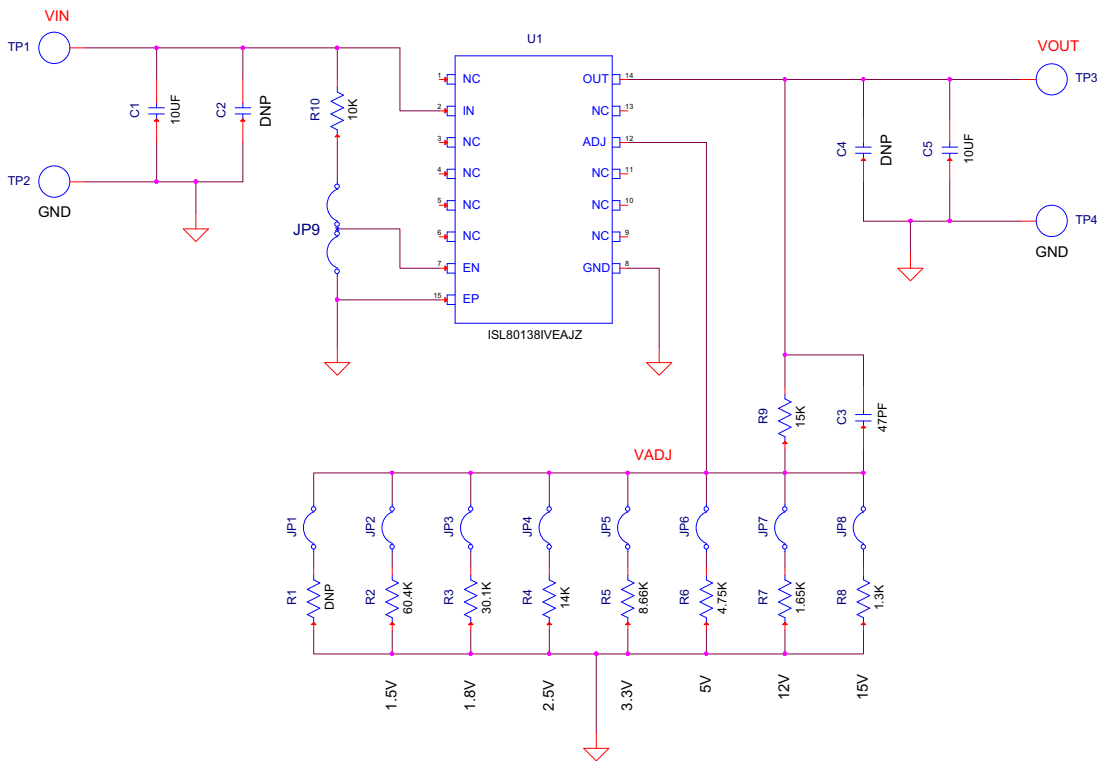 VIN
TP1
C1
10UF
C2
DNP
R10
10K
TP2
GND
JP9
U1
1 NC
2 IN
3 NC
4 NC
5 NC
6 NC
7 EN
15 EP
OUT 14
NC 13
ADJ 12
NC 11
NC 10
NC 9
GND 8
ISL80138IVEAJZ
VOUT
TP3
C4
DNP
C5
10UF
TP4
GND
R9
15K
C3
47PF
VADJ
JP1
JP2
JP3
JP4
JP5
JP6
JP7
JP8
R1
DNP
R2
60.4K
R3
30.1K
R4
14K
R5
8.66K
R6
4.75K
R7
1.65K
R8
1.3K
1.5V
1.8V
2.5V
3.3V
5V
12V
15V